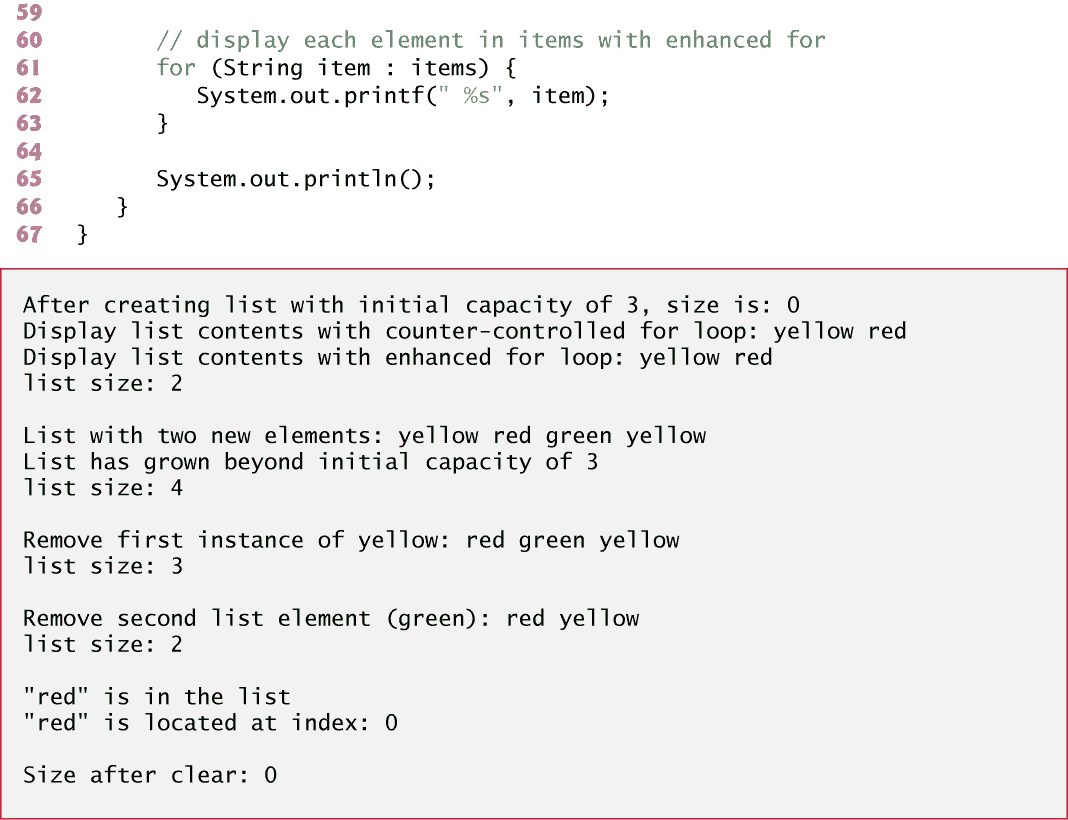 59
60 // display each element in items with enhanced for
61 for (String item : items) {
62 System.out.printf(" %s", item);
63 }
64
65 System.out.println();
66 }
67 }
After creating list with initial capacity of 3, size is: 0
Display list contents with counter-controlled for loop: yellow red
Display list contents with enhanced for loop: yellow red
list size: 2
List with two new elements: yellow red green yellow
List has grown beyond initial capacity of 3
list size: 4
Remove first instance of yellow: red green yellow
list size: 3
Remove second list element (green): red yellow
list size: 2
"red" is in the list
"red" is located at index: 0
Size after clear: 0